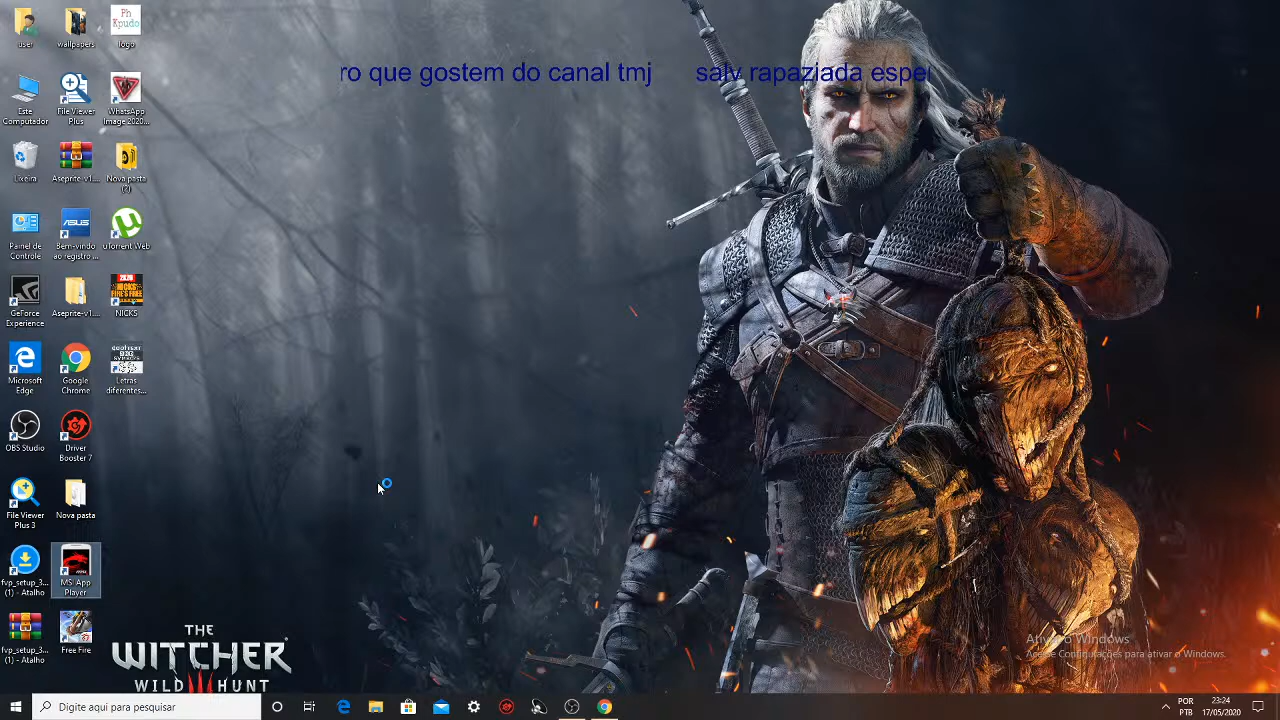 ro que gostem do canal tmj salv rapaziada espe
user
wallpapers
logo
Este Computador
File Viewer Plus
WhatsApp Image 2020...
Lixeira
Aseprite-v1....
Nova pasta (2)
Painel de Controle
Bem-vindo ao registro ...
uTorrent Web
GeForce Experience
Aseprite-v1....
NICKS
Microsoft Edge
Google Chrome
Letras diferentes...
OBS Studio
Driver Booster 7
File Viewer Plus 3
Nova pasta
fvp_setup_3... (1) - Atalho
MSI App Player
fvp_setup_3... (1) - Atalho
Free Fire
THE
WITCHER
WILD HUNT
Ativar o Windows
Acesse Configurações para ativar o Windows.
Digite aqui para pesquisar
POR
PTB
23:24
17/05/2020